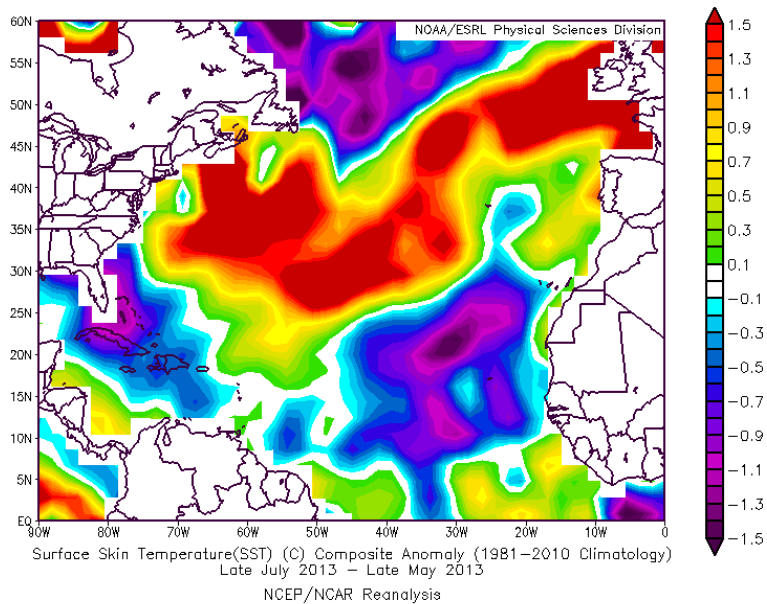 NOAA/ESRL Physical Sciences Division
60N
55N
50N
45N
40N
35N
30N
25N
20N
15N
10N
5N
EQ
90W 80W 70W 60W 50W 40W 30W 20W 10W 0
1.5
1.3
1.1
0.9
0.7
0.5
0.3
0.1
-0.1
-0.3
-0.5
-0.7
-0.9
-1.1
-1.3
-1.5
Surface Skin Temperature(SST) (C) Composite Anomaly (1981-2010 Climatology)
Late July 2013 - Late May 2013
NCEP/NCAR Reanalysis